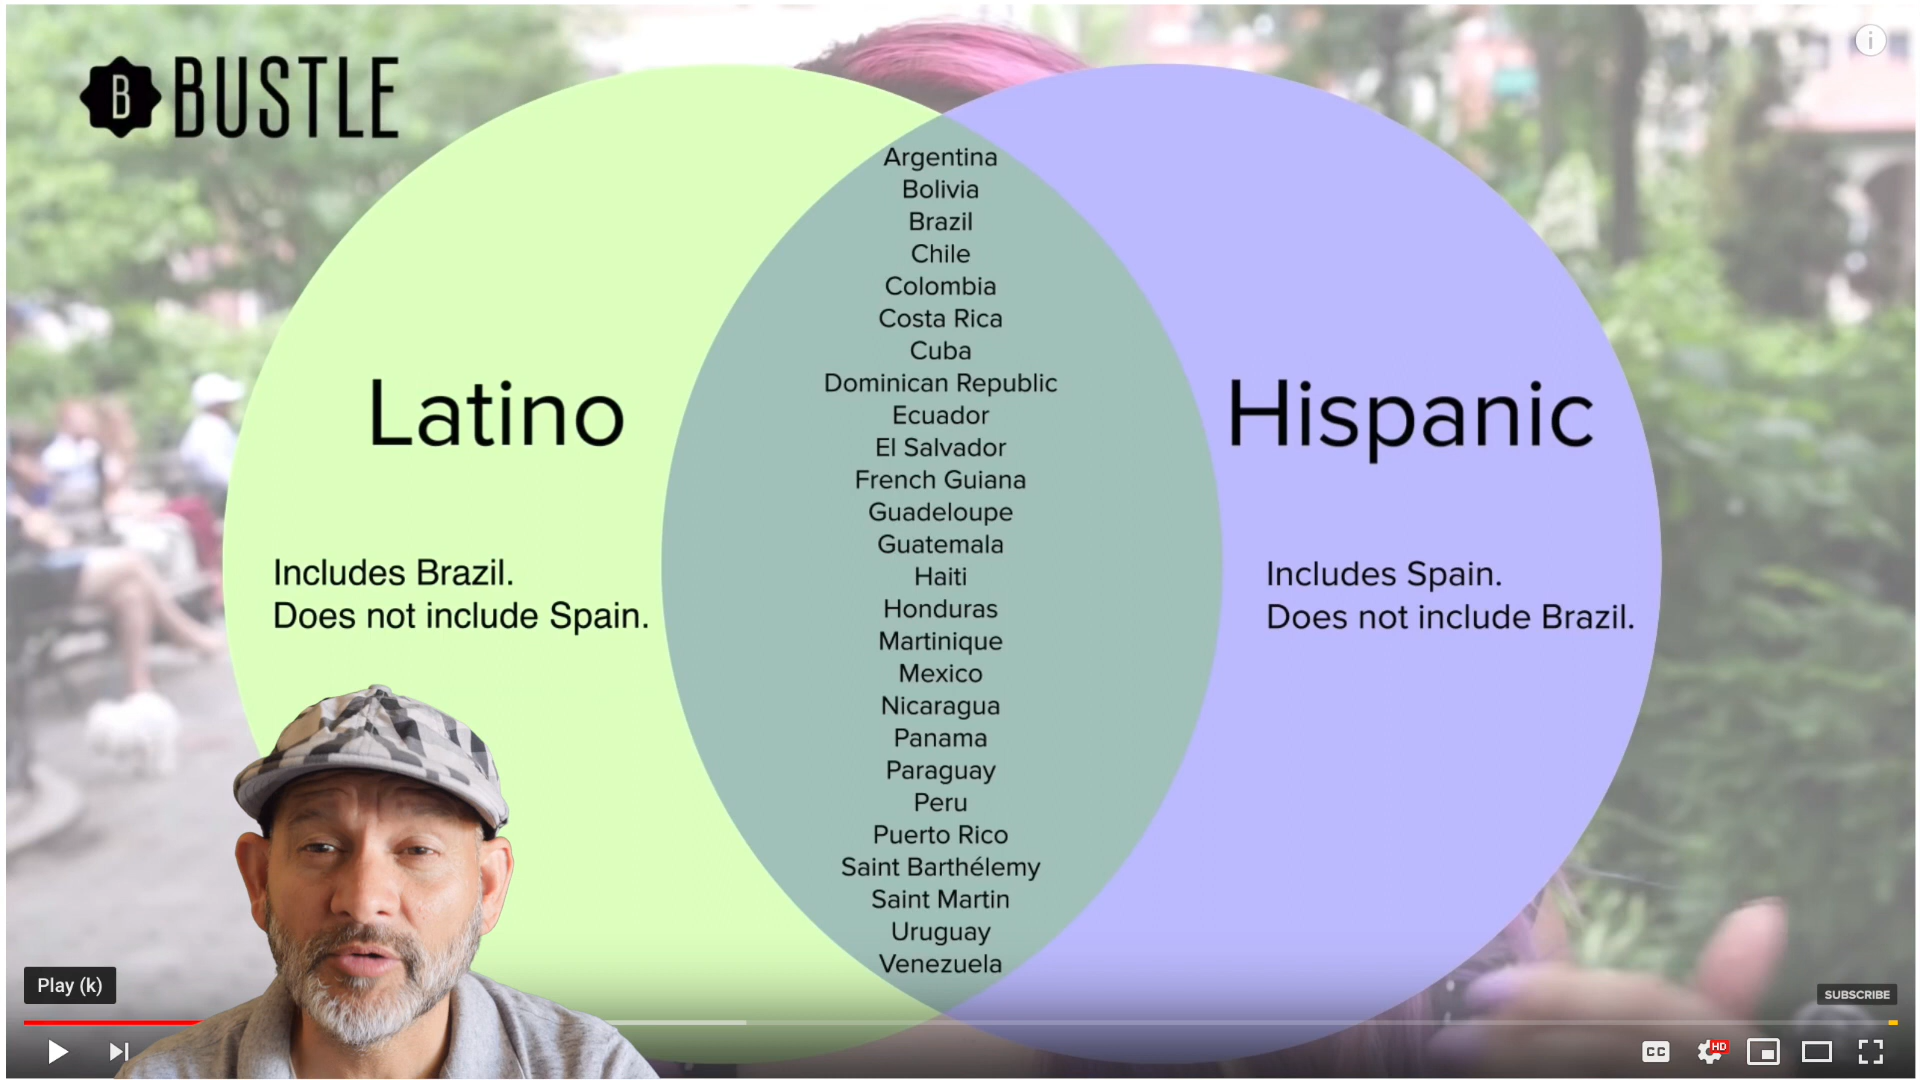 B BUSTLE
Latino
Includes Brazil.
Does not include Spain.
Argentina
Bolivia
Brazil
Chile
Colombia
Costa Rica
Cuba
Dominican Republic
Ecuador
El Salvador
French Guiana
Guadeloupe
Guatemala
Haiti
Honduras
Martinique
Mexico
Nicaragua
Panama
Paraguay
Peru
Puerto Rico
Saint Barthélemy
Saint Martin
Uruguay
Venezuela
Hispanic
Includes Spain.
Does not include Brazil.
Play (k)
SUBSCRIBE
CC
HD
i